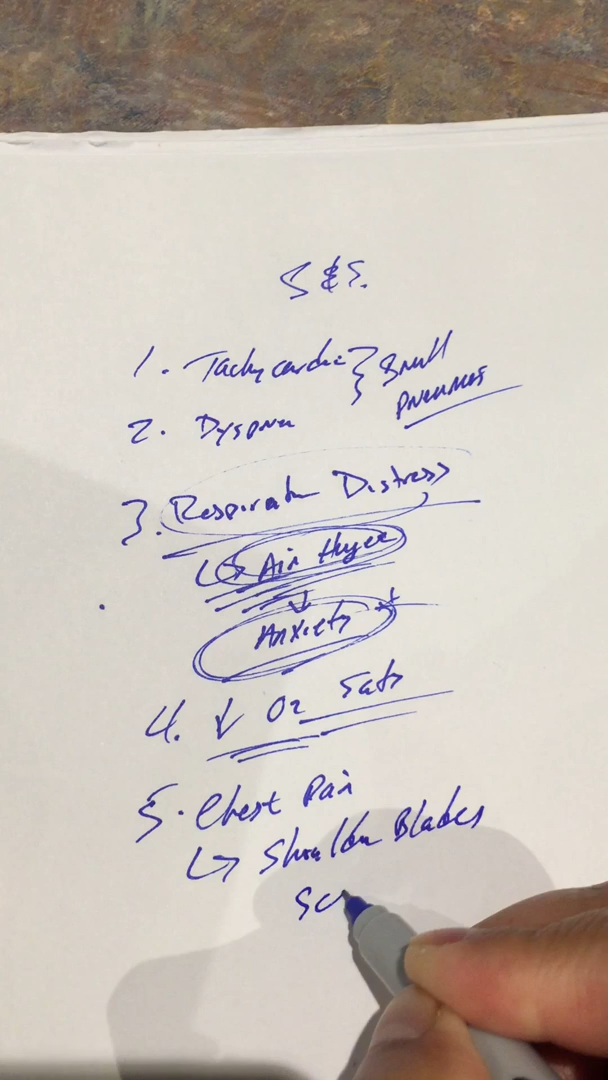 S & S.
1. Tachycardia } Small
Pneumos
2. Dyspnea
3. Respiratory Distress
↳ Air Hunger
↓
Anxiety +
4. ↓ O2 Sats
5. Chest Pain
↳ Shoulder Blades
Sc